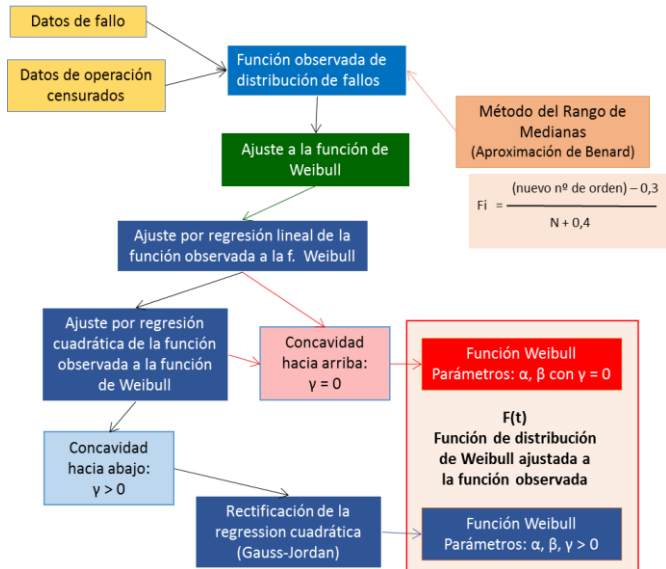 Datos de fallo
Datos de operación
censurados
Función observada de
distribución de fallos
Método del Rango de
Medianas
(Aproximación de Benard)
Ajuste a la función de
Weibull
(nuevo nº de orden) – 0,3
Fi =
N + 0,4
Ajuste por regresión lineal de la
función observada a la f. Weibull
Ajuste por regresión
cuadrática de la función
observada a la función
de Weibull
Concavidad
hacia arriba:
γ = 0
Función Weibull
Parámetros: α, β con γ = 0
F(t)
Función de distribución
de Weibull ajustada a
la función observada
Concavidad
hacia abajo:
γ > 0
Rectificación de la
regression cuadrática
(Gauss-Jordan)
Función Weibull
Parámetros: α, β, γ > 0